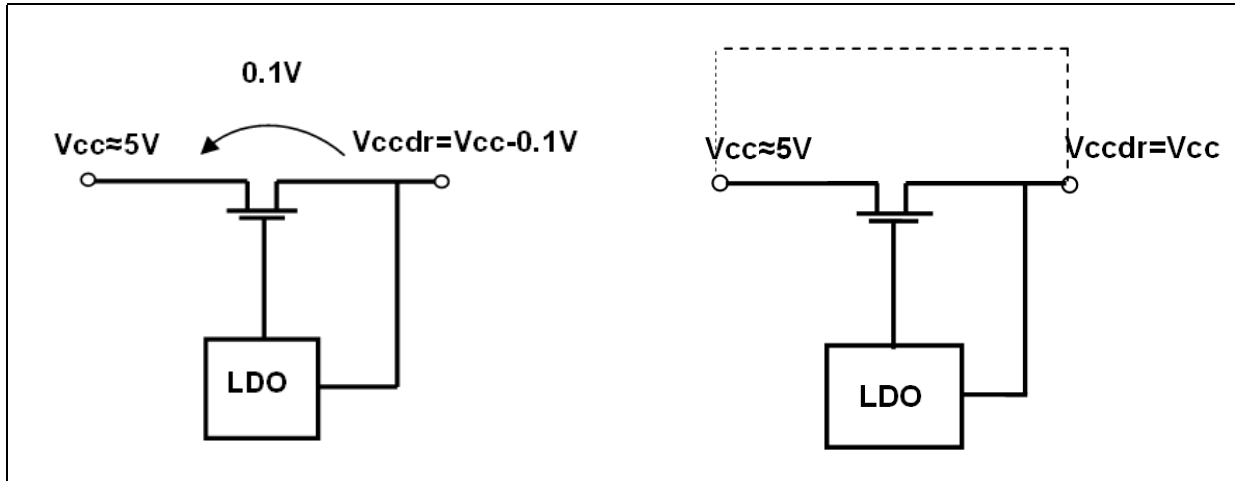 0.1V
Vcc≈5V
Vccdr=Vcc-0.1V
LDO
Vcc≈5V
Vccdr=Vcc
LDO